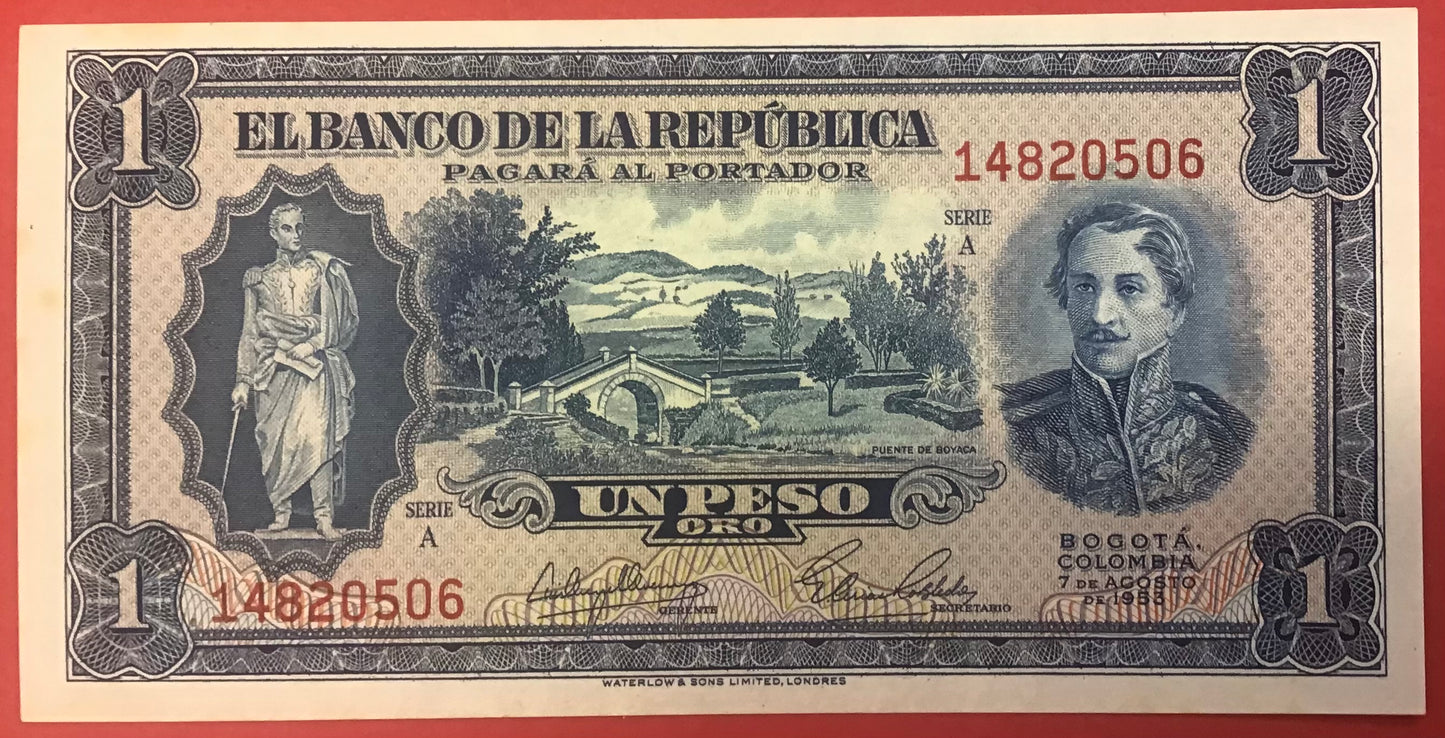 1
1
EL BANCO DE LA REPÚBLICA
PAGARÁ AL PORTADOR
14820506
SERIE
A
PUENTE DE BOYACA
SERIE
A
UN PESO
ORO
BOGOTÁ,
COLOMBIA
7 DE AGOSTO
DE 1953
14820506
GERENTE
SECRETARIO
1
1
WATERLOW & SONS LIMITED, LONDRES